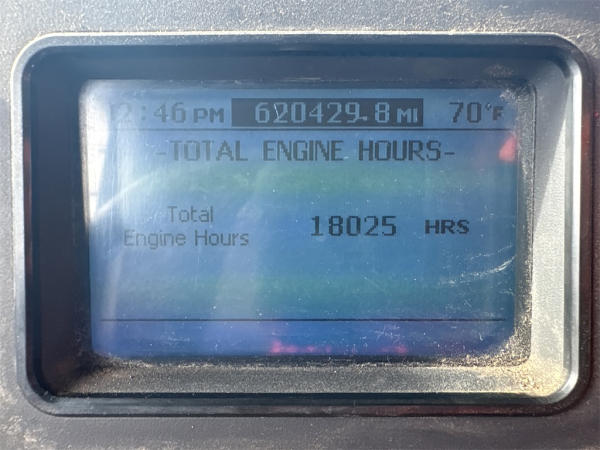 2:46 PM 620429.8 MI 70°F
-TOTAL ENGINE HOURS-
Total
Engine Hours 18025 HRS